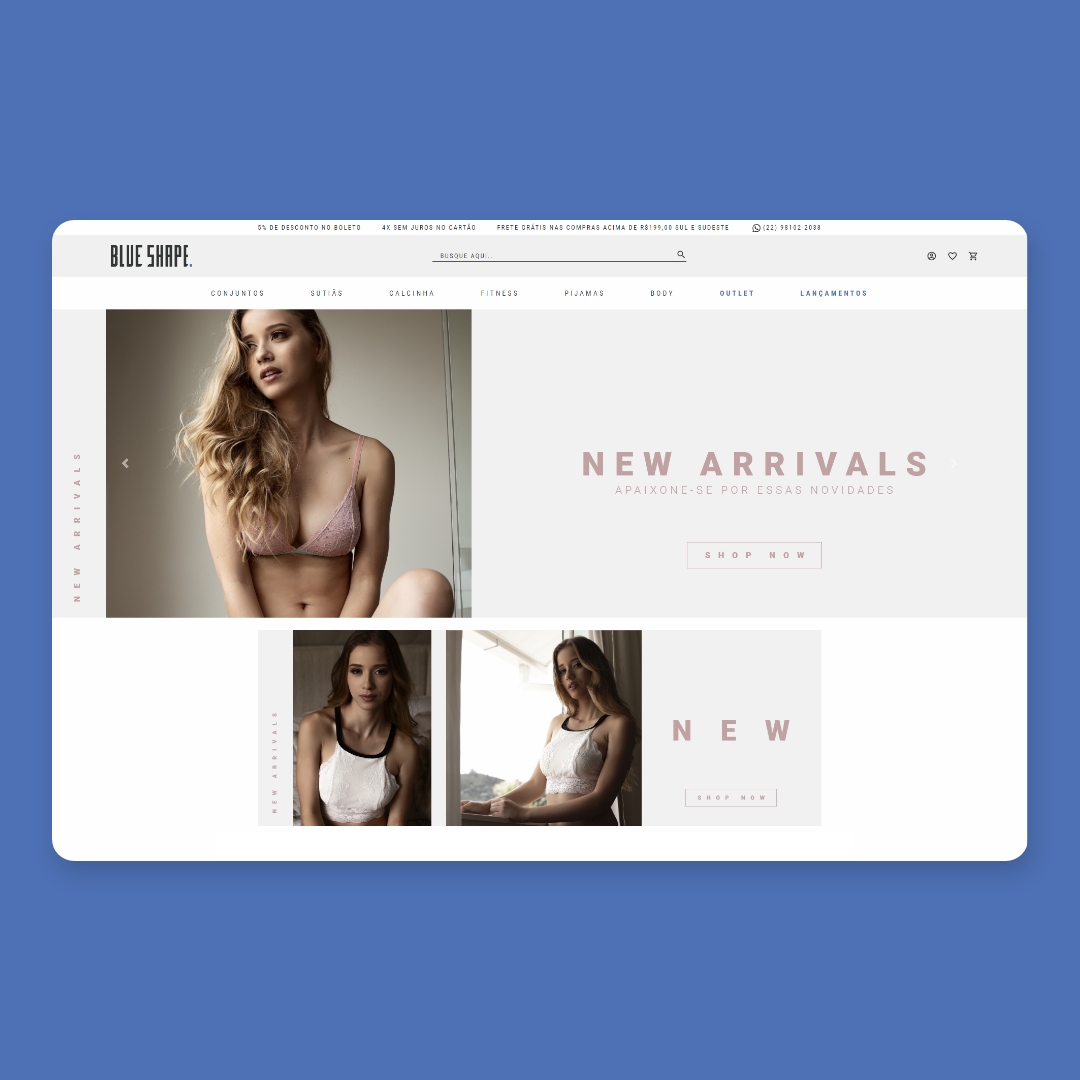 5% DE DESCONTO NO BOLETO 4X SEM JUROS NO CARTÃO FRETE GRÁTIS NAS COMPRAS ACIMA DE R$199,00 SUL E SUDESTE (22) 98102-2038
BLUE SHAPE.
BUSQUE AQUI...
CONJUNTOS SUTIÃS CALCINHA FITNESS PIJAMAS BODY OUTLET LANÇAMENTOS
NEW ARRIVALS
NEW ARRIVALS
APAIXONE-SE POR ESSAS NOVIDADES
SHOP NOW
NEW ARRIVALS
NEW
SHOP NOW